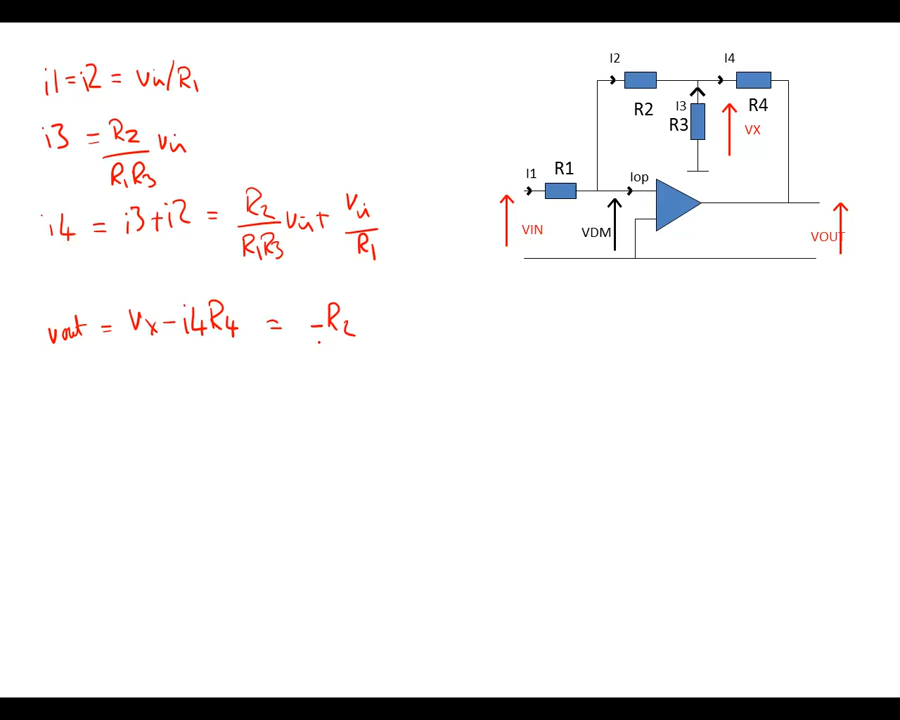 i1 = i2 = Vin/R1
i3 = R2/R1R3 Vin
i4 = i3 + i2 = R2/R1R3 Vin + Vin/R1
Vout = Vx - i4R4 = -R2
I2
I4
R2
I3
R3
R4
VX
I1
R1
Iop
VIN
VDM
VOUT